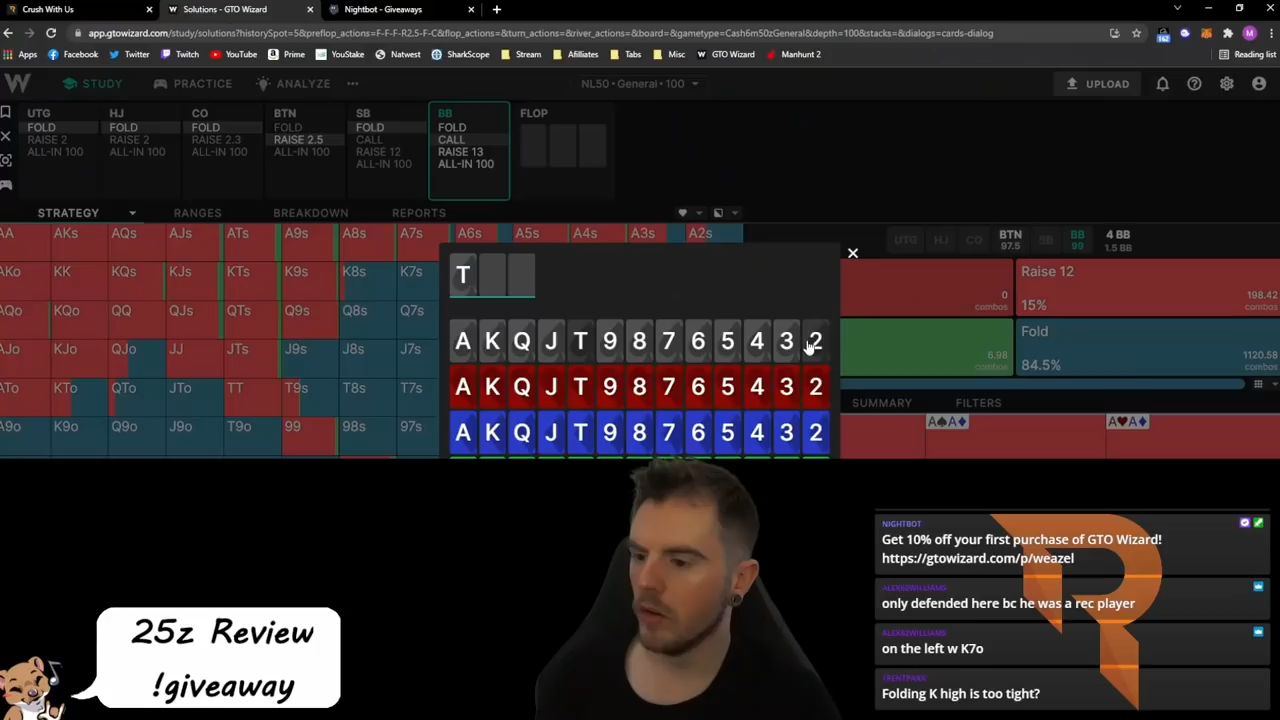 Crush With Us
Solutions - GTO Wizard
Nightbot - Giveaways
app.gtowizard.com/study/solutions?historySpot=5&preflop_actions=F-F-F-R2.5-F-C&flop_actions=&turn_actions=&river_actions=&board=&gametype=Cash6m50zGeneral&depth=100&stacks=&dialogs=cards-dialog
Apps Facebook Twitter YouTube Prime YouStake Netwest SharkScope Stream Affilliates Tabs Misc GTO Wizard Manhunt 2 Reading list
STUDY PRACTICE ANALYZE NL50 · General · 100 UPLOAD
UTG HJ CO BTN SB BB FLOP
FOLD FOLD FOLD FOLD FOLD FOLD
RAISE 2 RAISE 2 RAISE 2.3 RAISE 2.5 CALL CALL
ALL-IN 100 ALL-IN 100 ALL-IN 100 ALL-IN 100 RAISE 12 RAISE 13
ALL-IN 100 ALL-IN 100
STRATEGY RANGES BREAKDOWN REPORTS
AA AKs AQs AJs ATs A9s A8s A7s A6s A5s A4s A3s A2s
UTG HJ CO BTN 97.5 SB BB 99 4 BB 1.5 BB
AKo KK KQs KJs KTs K9s K8s K7s
T
0 combos Raise 12 15% 198.42 combos
AQo KQo QQ QJs QTs Q9s Q8s Q7s
A K Q J T 9 8 7 6 5 4 3 2
6.98 combos Fold 84.5% 1120.58 combos
AJo KJo QJo JJ JTs J9s J8s J7s
A K Q J T 9 8 7 6 5 4 3 2
ATo KTo QTo JTo TT T9s T8s T7s
SUMMARY FILTERS
A♠A♦ A♥A♦
A9o K9o Q9o J9o T9o 99 98s 97s
A K Q J T 9 8 7 6 5 4 3 2
NIGHTBOT
Get 10% off your first purchase of GTO Wizard!
https://gtowizard.com/p/weazel
only defended here bc he was a rec player
on the left w K7o
Folding K high is too tight?
25z Review
!giveaway